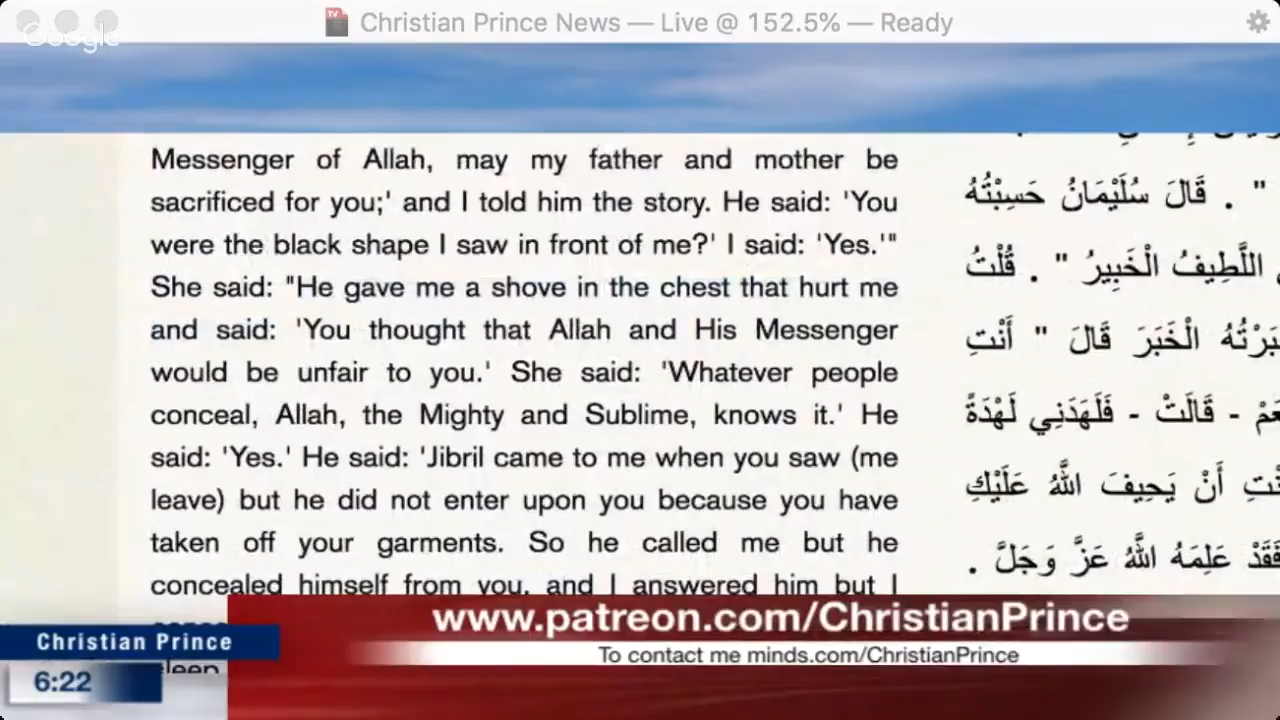 Google
Christian Prince News — Live @ 152.5% — Ready
Messenger of Allah, may my father and mother be
sacrificed for you;' and I told him the story. He said: 'You
were the black shape I saw in front of me?' I said: 'Yes.'"
She said: "He gave me a shove in the chest that hurt me
and said: 'You thought that Allah and His Messenger
would be unfair to you.' She said: 'Whatever people
conceal, Allah, the Mighty and Sublime, knows it.' He
said: 'Yes.' He said: 'Jibril came to me when you saw (me
leave) but he did not enter upon you because you have
taken off your garments. So he called me but he
concealed himself from you, and I answered him but I
sleep
" . قَالَ سُلَيْمَانُ حَسِبْتُهُ
اللَّطِيفُ الْخَبِيرُ " . قُلْتُ
الْخَبَرَ قَالَ " أَنْتِ
- قَالَتْ - فَلَهَدَنِي لَهْدَةً
أَنْ يَحِيفَ اللَّهُ عَلَيْكِ
فَقَدْ عَلِمَهُ اللَّهُ عَزَّ وَجَلَّ .
www.patreon.com/ChristianPrince
To contact me minds.com/ChristianPrince
Christian Prince
6:22